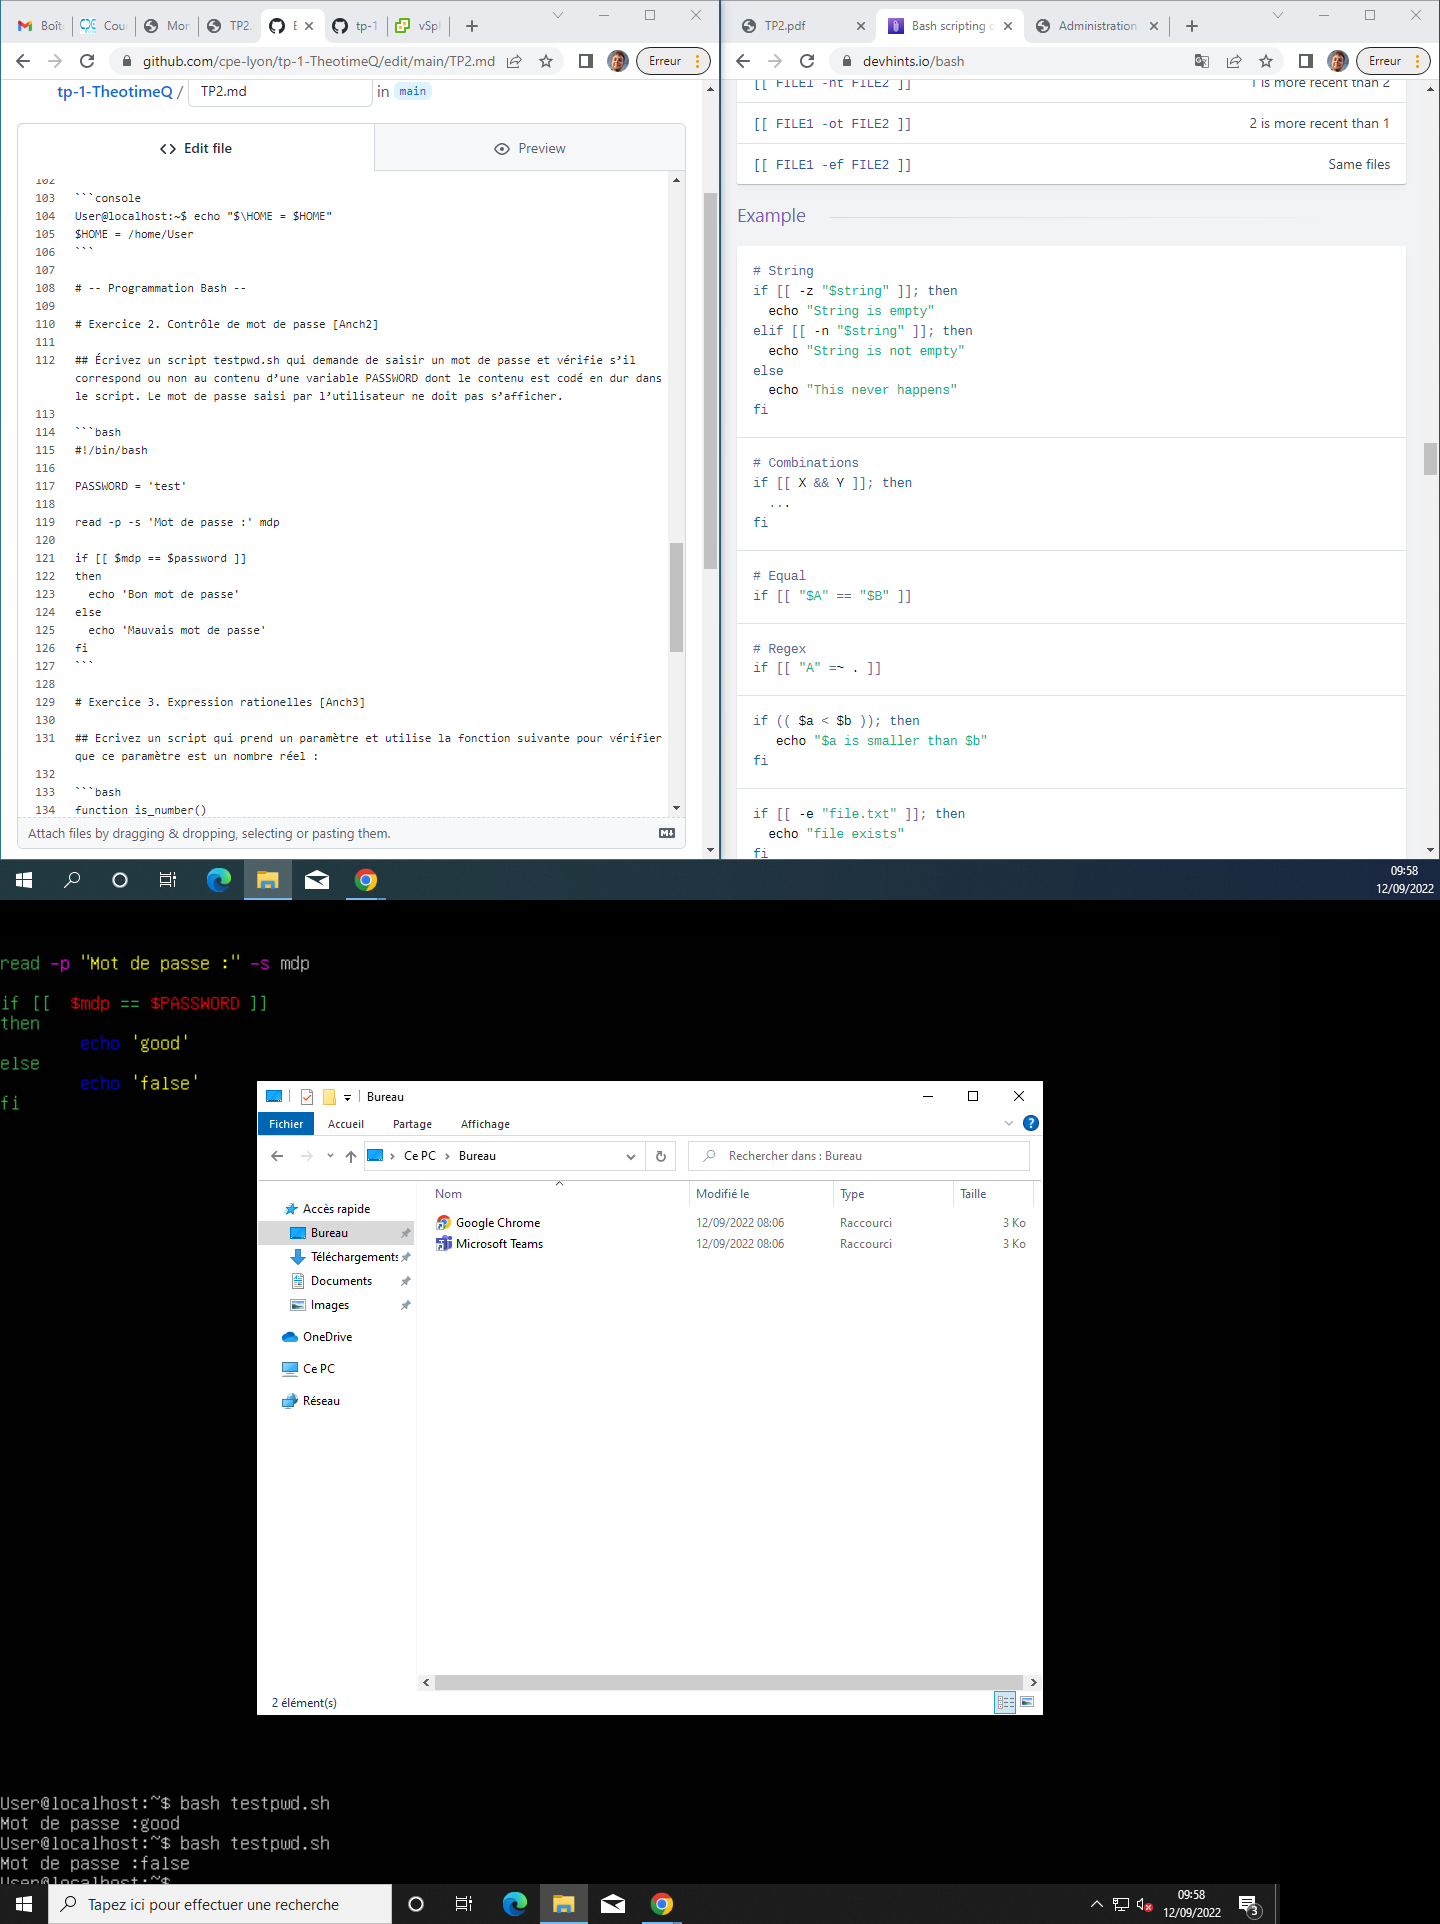 Boît
Cou
Mor
TP2.
E
tp-1
vSpl
github.com/cpe-lyon/tp-1-TheotimeQ/edit/main/TP2.md
Erreur
tp-1-TheotimeQ / TP2.md in main
Edit file
Preview
102
103 ```console
104 User@localhost:~$ echo "$\HOME = $HOME"
105 $HOME = /home/User
106 ```
107
108 # -- Programmation Bash --
109
110 # Exercice 2. Contrôle de mot de passe [Anch2]
111
112 ## Écrivez un script testpwd.sh qui demande de saisir un mot de passe et vérifie s’il
correspond ou non au contenu d’une variable PASSWORD dont le contenu est codé en dur dans
le script. Le mot de passe saisi par l’utilisateur ne doit pas s’afficher.
113
114 ```bash
115 #!/bin/bash
116
117 PASSWORD = 'test'
118
119 read -p -s 'Mot de passe :' mdp
120
121 if [[ $mdp == $password ]]
122 then
123 echo 'Bon mot de passe'
124 else
125 echo 'Mauvais mot de passe'
126 fi
127 ```
128
129 # Exercice 3. Expression rationelles [Anch3]
130
131 ## Ecrivez un script qui prend un paramètre et utilise la fonction suivante pour vérifier
que ce paramètre est un nombre réel :
132
133 ```bash
134 function is_number()
Attach files by dragging & dropping, selecting or pasting them.
TP2.pdf
Bash scripting c
Administration
devhints.io/bash
Erreur
[[ FILE1 -nt FILE2 ]] 1 is more recent than 2
[[ FILE1 -ot FILE2 ]] 2 is more recent than 1
[[ FILE1 -ef FILE2 ]] Same files
Example
# String
if [[ -z "$string" ]]; then
echo "String is empty"
elif [[ -n "$string" ]]; then
echo "String is not empty"
else
echo "This never happens"
fi
# Combinations
if [[ X && Y ]]; then
...
fi
# Equal
if [[ "$A" == "$B" ]]
# Regex
if [[ "A" =~ . ]]
if (( $a < $b )); then
echo "$a is smaller than $b"
fi
if [[ -e "file.txt" ]]; then
echo "file exists"
fi
09:58
12/09/2022
read -p "Mot de passe :" -s mdp
if [[ $mdp == $PASSWORD ]]
then
echo 'good'
else
echo 'false'
fi
Bureau
Fichier Accueil Partage Affichage
Ce PC > Bureau
Rechercher dans : Bureau
Accès rapide
Bureau
Téléchargements
Documents
Images
OneDrive
Ce PC
Réseau
Nom Modifié le Type Taille
Google Chrome 12/09/2022 08:06 Raccourci 3 Ko
Microsoft Teams 12/09/2022 08:06 Raccourci 3 Ko
2 élément(s)
User@localhost:~$ bash testpwd.sh
Mot de passe :good
User@localhost:~$ bash testpwd.sh
Mot de passe :false
User@localhost:~$
Tapez ici pour effectuer une recherche
09:58
12/09/2022
3